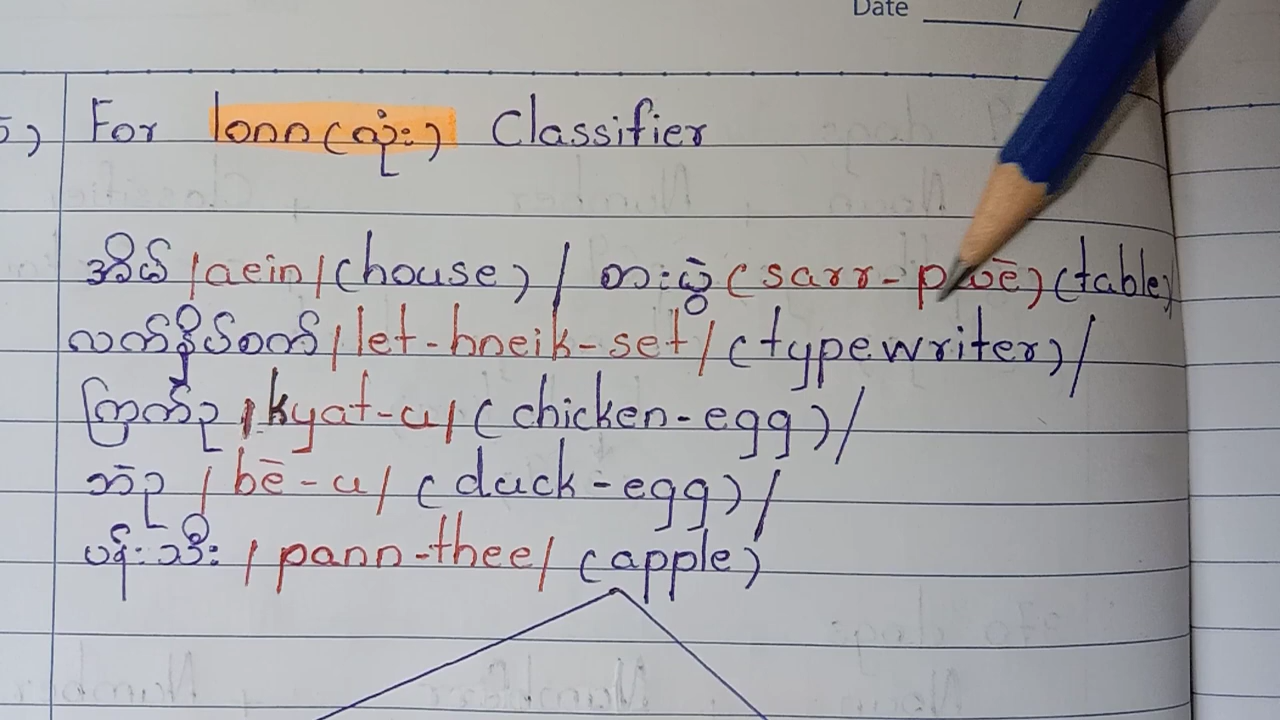 Date / /
For lonn(လုံး) Classifier
အိမ် /aein/(house) / စားပွဲ (sarr-pwē) (table)
လက်နှိပ်စက် /let-hneik-set/ (typewriter) /
ကြက်ဥ /kyat-u/ (chicken-egg) /
ဘဲဥ /bē-u/ (duck-egg) /
ပန်းသီး /pann-thee/ (apple)